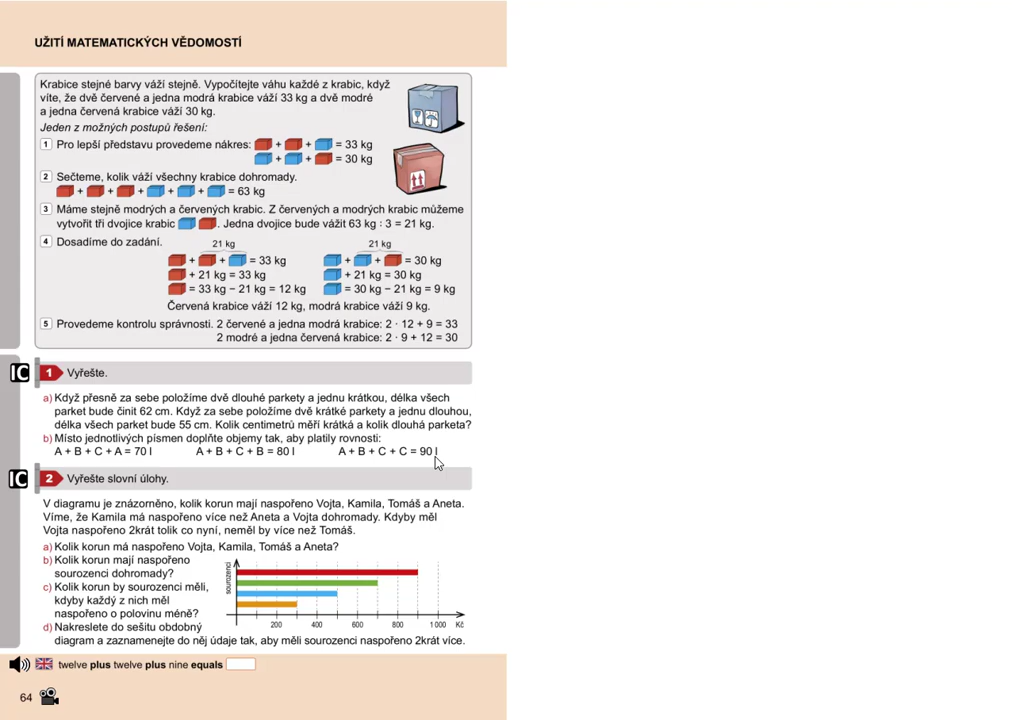 UŽITÍ MATEMATICKÝCH VĚDOMOSTÍ
Krabice stejné barvy váží stejně. Vypočítejte váhu každé z krabic, když
víte, že dvě červené a jedna modrá krabice váží 33 kg a dvě modré
a jedna červená krabice váží 30 kg.
Jeden z možných postupů řešení:
1 Pro lepší představu provedeme nákres: + + = 33 kg
+ + = 30 kg
2 Sečteme, kolik váží všechny krabice dohromady.
+ + + + + = 63 kg
3 Máme stejně modrých a červených krabic. Z červených a modrých krabic můžeme
vytvořit tři dvojice krabic . Jedna dvojice bude vážit 63 kg : 3 = 21 kg.
4 Dosadíme do zadání. 21 kg 21 kg
+ + = 33 kg + + = 30 kg
+ 21 kg = 33 kg + 21 kg = 30 kg
= 33 kg − 21 kg = 12 kg = 30 kg − 21 kg = 9 kg
Červená krabice váží 12 kg, modrá krabice váží 9 kg.
5 Provedeme kontrolu správnosti. 2 červené a jedna modrá krabice: 2 · 12 + 9 = 33
2 modré a jedna červená krabice: 2 · 9 + 12 = 30
IC 1 Vyřešte.
a) Když přesně za sebe položíme dvě dlouhé parkety a jednu krátkou, délka všech
parket bude činit 62 cm. Když za sebe položíme dvě krátké parkety a jednu dlouhou,
délka všech parket bude 55 cm. Kolik centimetrů měří krátká a kolik dlouhá parketa?
b) Místo jednotlivých písmen doplňte objemy tak, aby platily rovnosti:
A + B + C + A = 70 l A + B + C + B = 80 l A + B + C + C = 90 l
IC 2 Vyřešte slovní úlohy.
V diagramu je znázorněno, kolik korun mají naspořeno Vojta, Kamila, Tomáš a Aneta.
Víme, že Kamila má naspořeno více než Aneta a Vojta dohromady. Kdyby měl
Vojta naspořeno 2krát tolik co nyní, neměl by více než Tomáš.
a) Kolik korun má naspořeno Vojta, Kamila, Tomáš a Aneta?
b) Kolik korun mají naspořeno
sourozenci dohromady?
c) Kolik korun by sourozenci měli,
kdyby každý z nich měl
naspořeno o polovinu méně?
sourozenci
200 400 600 800 1 000 Kč
d) Nakreslete do sešitu obdobný
diagram a zaznamenejte do něj údaje tak, aby měli sourozenci naspořeno 2krát více.
twelve plus twelve plus nine equals
64